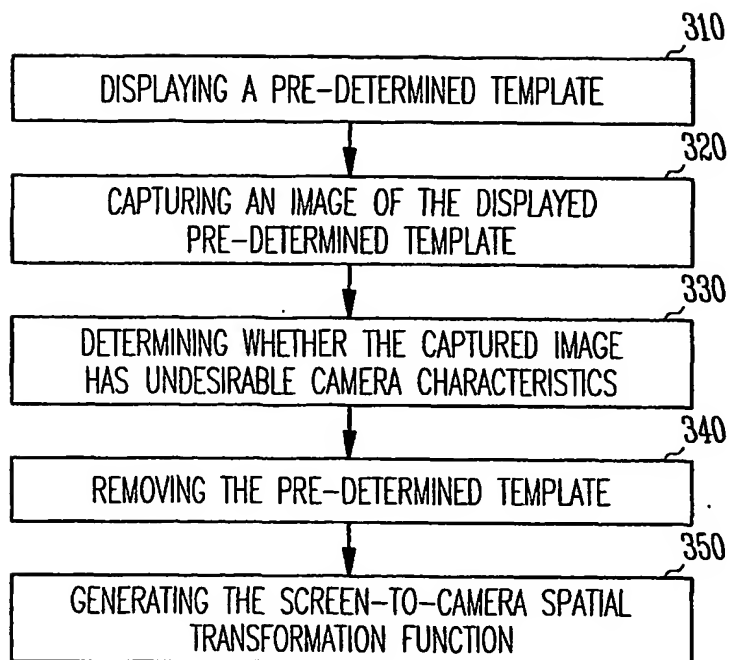 310
DISPLAYING A PRE-DETERMINED TEMPLATE
320
CAPTURING AN IMAGE OF THE DISPLAYED
PRE-DETERMINED TEMPLATE
330
DETERMINING WHETHER THE CAPTURED IMAGE
HAS UNDESIRABLE CAMERA CHARACTERISTICS
340
REMOVING THE PRE-DETERMINED TEMPLATE
350
GENERATING THE SCREEN-TO-CAMERA SPATIAL
TRANSFORMATION FUNCTION